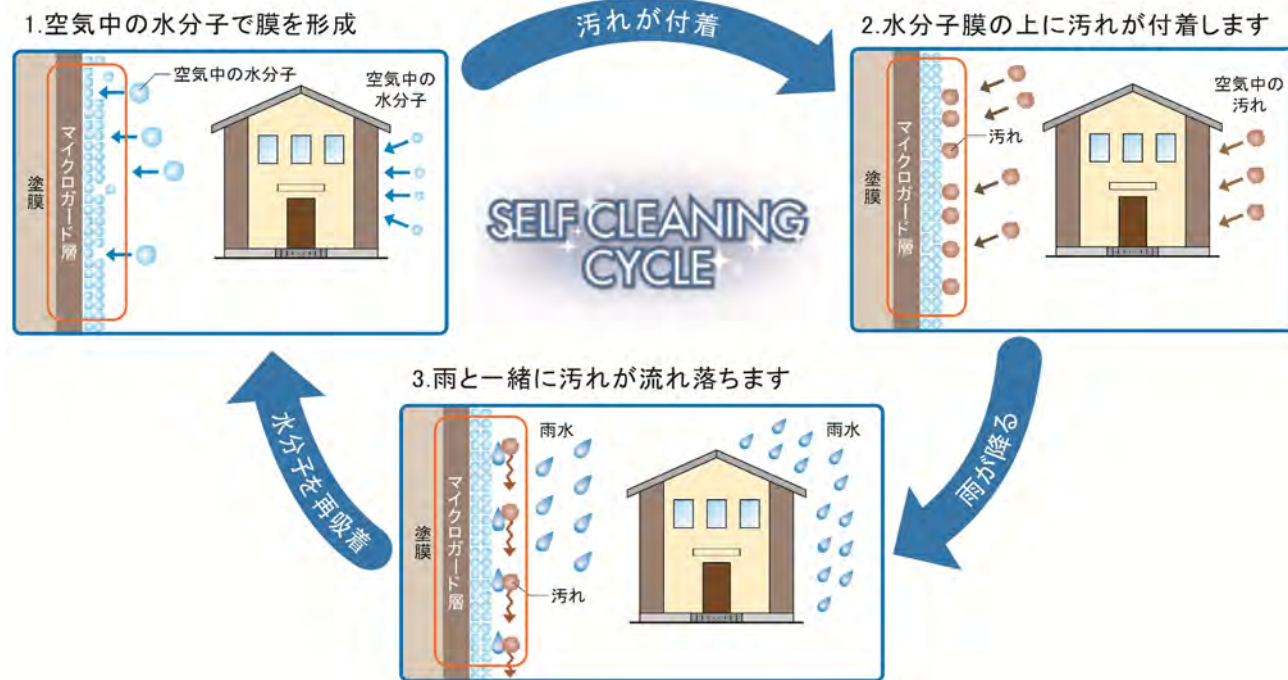 1.空気中の水分子で膜を形成
空気中の水分子
空気中の
水分子
塗膜
マイクロガード層
汚れが付着
2.水分子膜の上に汚れが付着します
空気中の
汚れ
汚れ
塗膜
マイクロガード層
SELF CLEANING
CYCLE
雨が降る
3.雨と一緒に汚れが流れ落ちます
雨水
雨水
塗膜
マイクロガード層
汚れ
水分子を再吸着